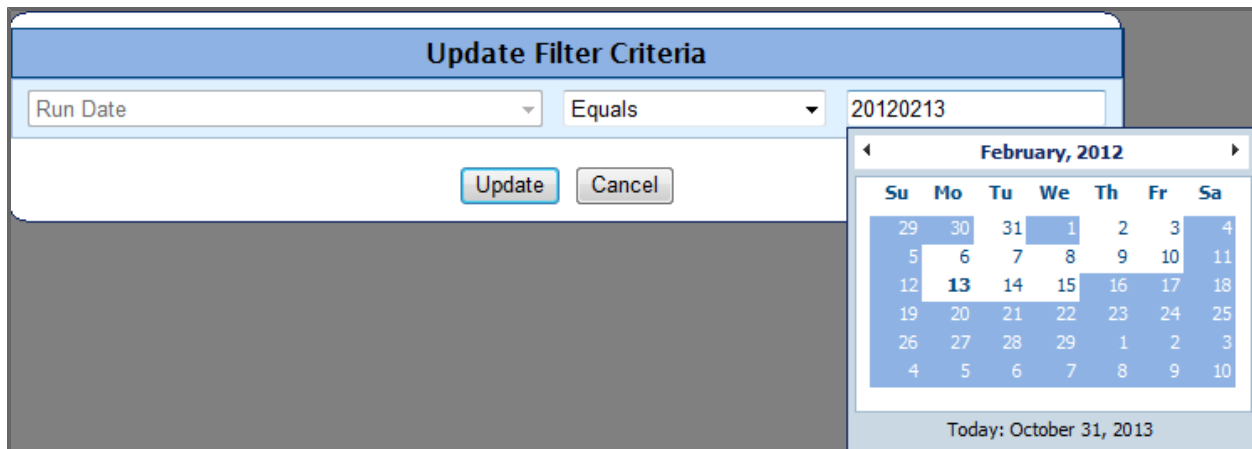 Update Filter Criteria
Run Date Equals 20120213
Update Cancel
February, 2012
Su Mo Tu We Th Fr Sa
29 30 31 1 2 3 4
5 6 7 8 9 10 11
12 13 14 15 16 17 18
19 20 21 22 23 24 25
26 27 28 29 1 2 3
4 5 6 7 8 9 10
Today: October 31, 2013